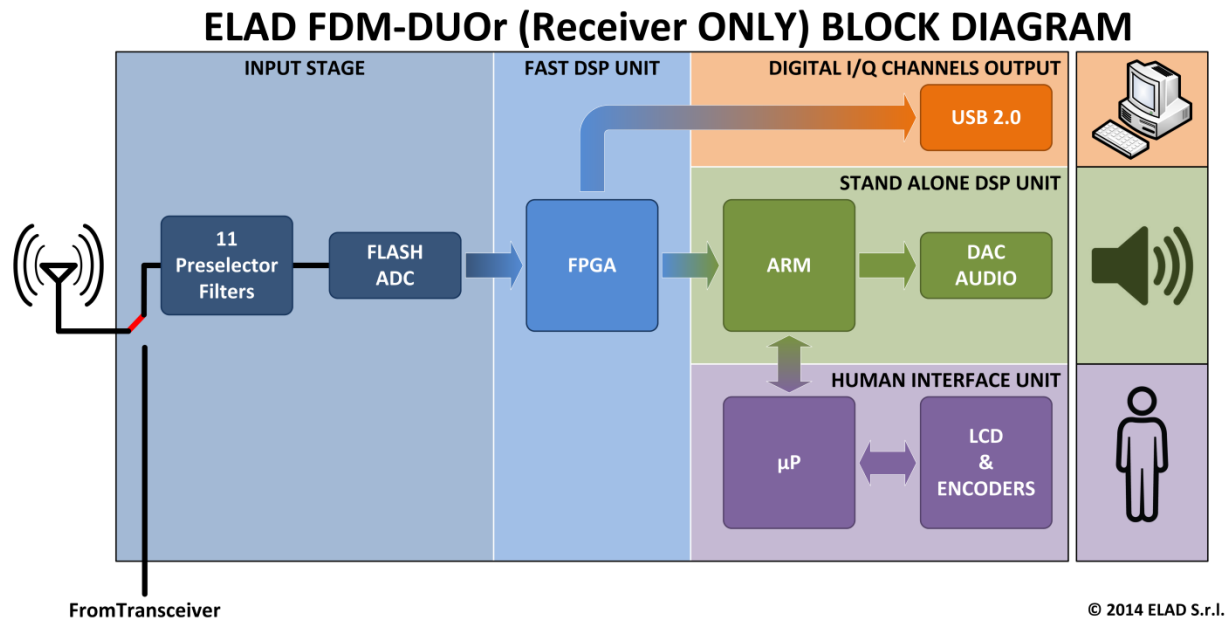 ELAD FDM-DUOr (Receiver ONLY) BLOCK DIAGRAM
INPUT STAGE
FAST DSP UNIT
DIGITAL I/Q CHANNELS OUTPUT
USB 2.0
STAND ALONE DSP UNIT
11
Preselector
Filters
FLASH
ADC
FPGA
ARM
DAC
AUDIO
HUMAN INTERFACE UNIT
µP
LCD
&
ENCODERS
FromTransceiver
© 2014 ELAD S.r.l.